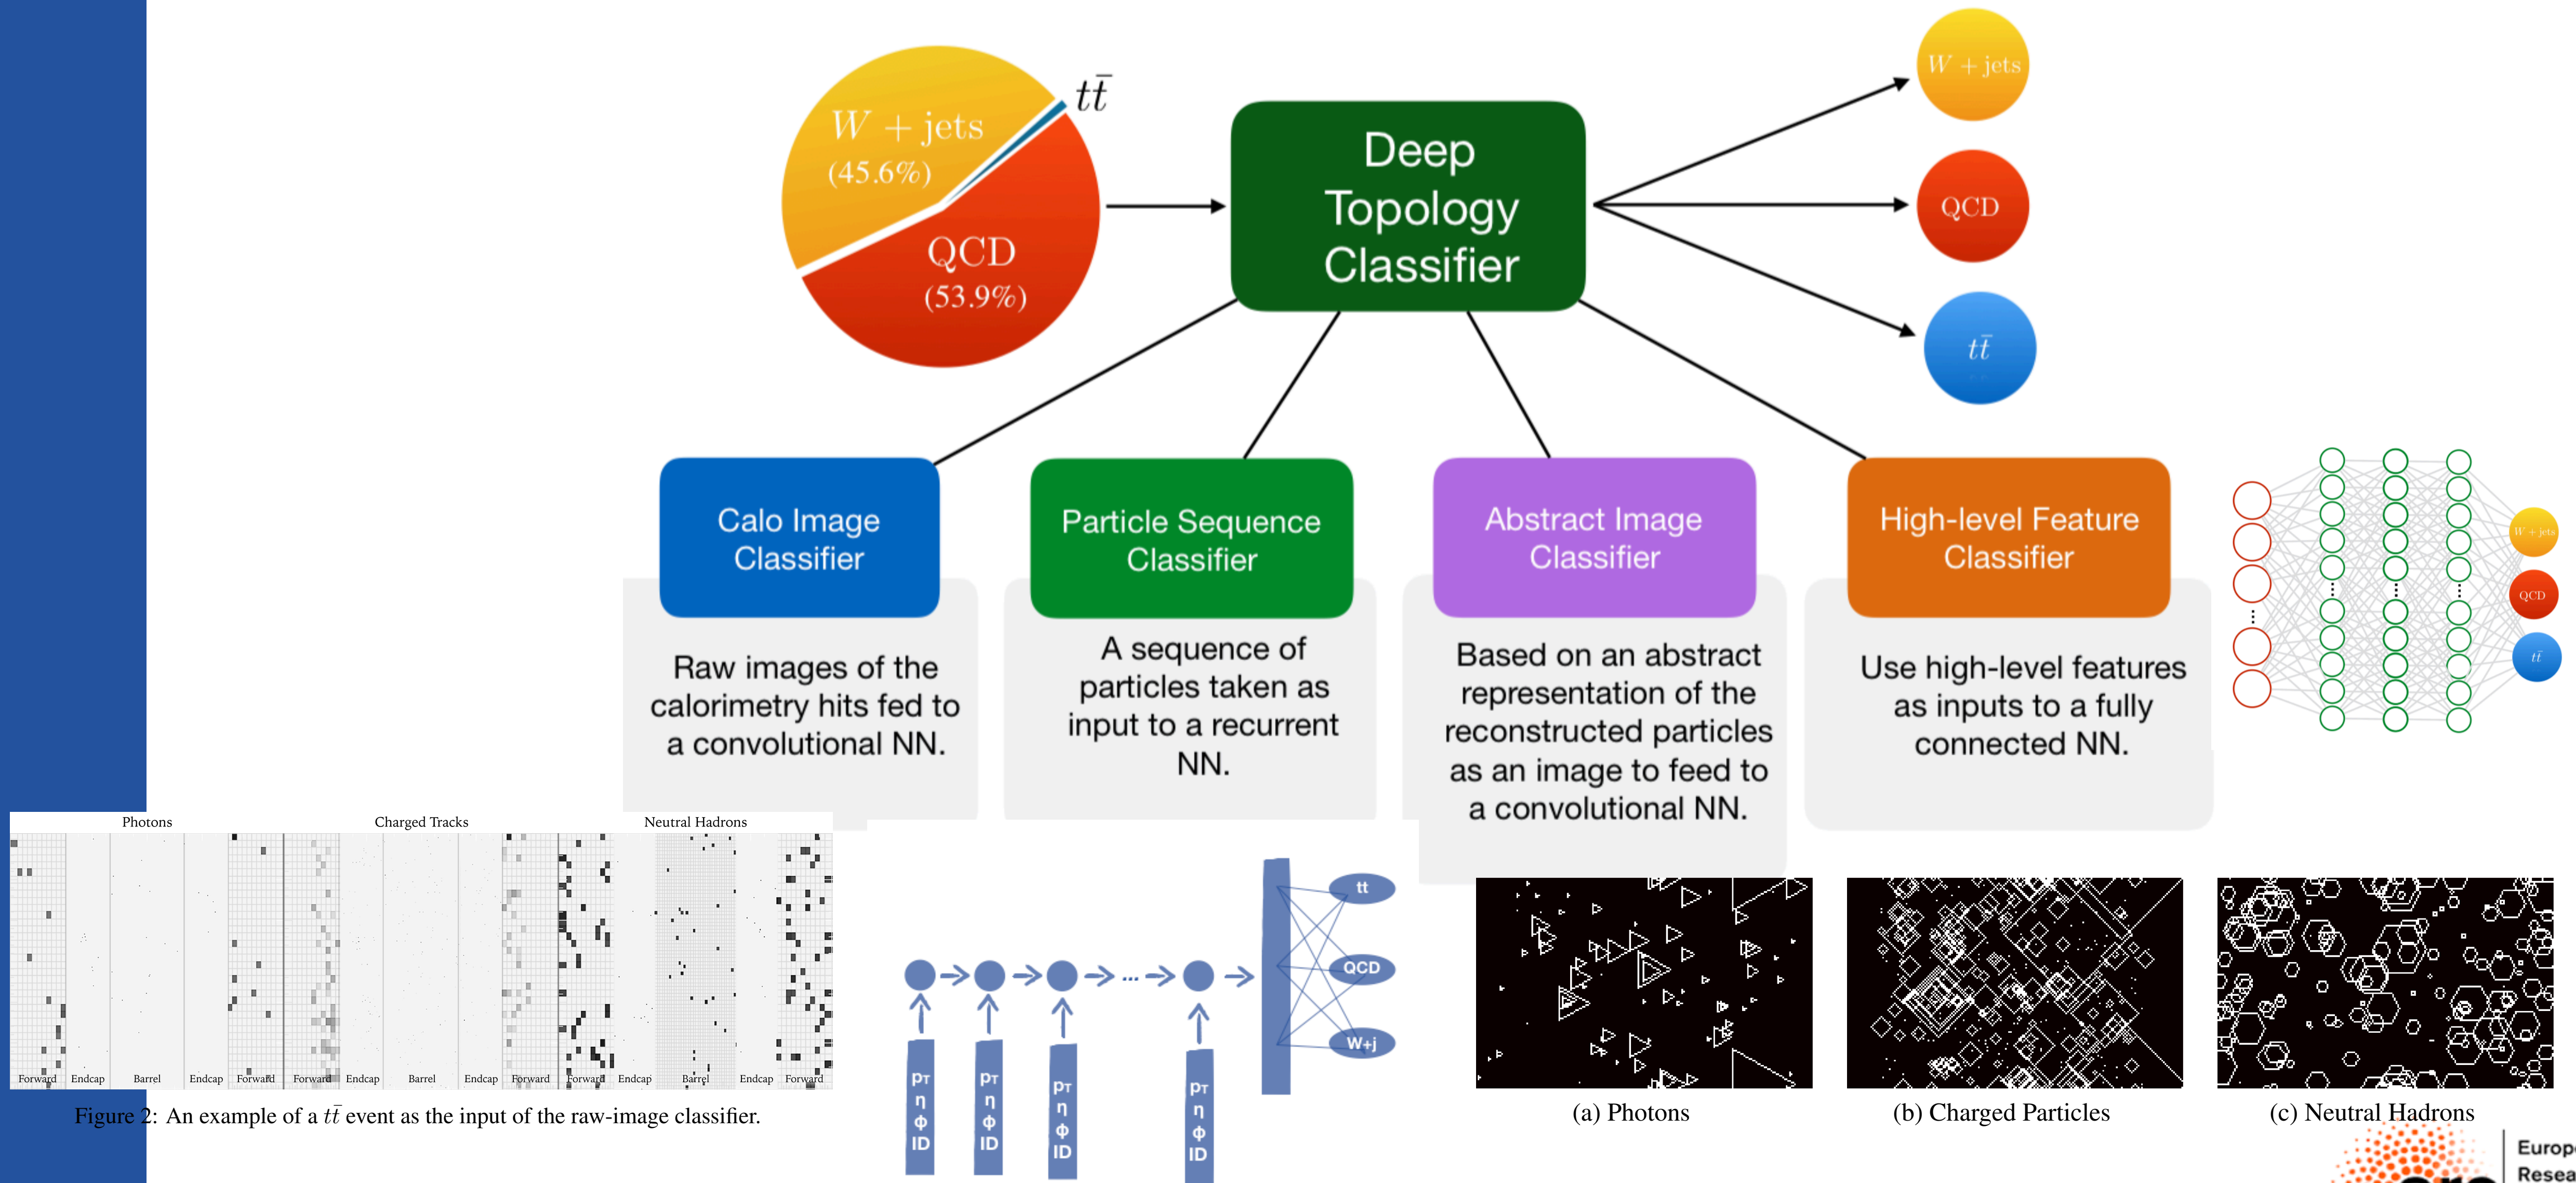 W + jets
(45.6%)
tt̄
QCD
(53.9%)
Deep
Topology
Classifier
W + jets
QCD
tt̄
Calo Image
Classifier
Raw images of the
calorimetry hits fed to
a convolutional NN.
Particle Sequence
Classifier
A sequence of
particles taken as
input to a recurrent
NN.
Abstract Image
Classifier
Based on an abstract
representation of the
reconstructed particles
as an image to feed to
a convolutional NN.
High-level Feature
Classifier
Use high-level features
as inputs to a fully
connected NN.
W + jets
QCD
tt̄
Photons Charged Tracks Neutral Hadrons
Forward Endcap Barrel Endcap Forward Forward Endcap Barrel Endcap Forward Forward Endcap Barrel Endcap Forward
Figure 2: An example of a tt̄ event as the input of the raw-image classifier.
...
pT
η
ϕ
ID
pT
η
ϕ
ID
pT
η
ϕ
ID
pT
η
ϕ
ID
tt
QCD
W+j
(a) Photons
(b) Charged Particles
(c) Neutral Hadrons
Europe
Resea